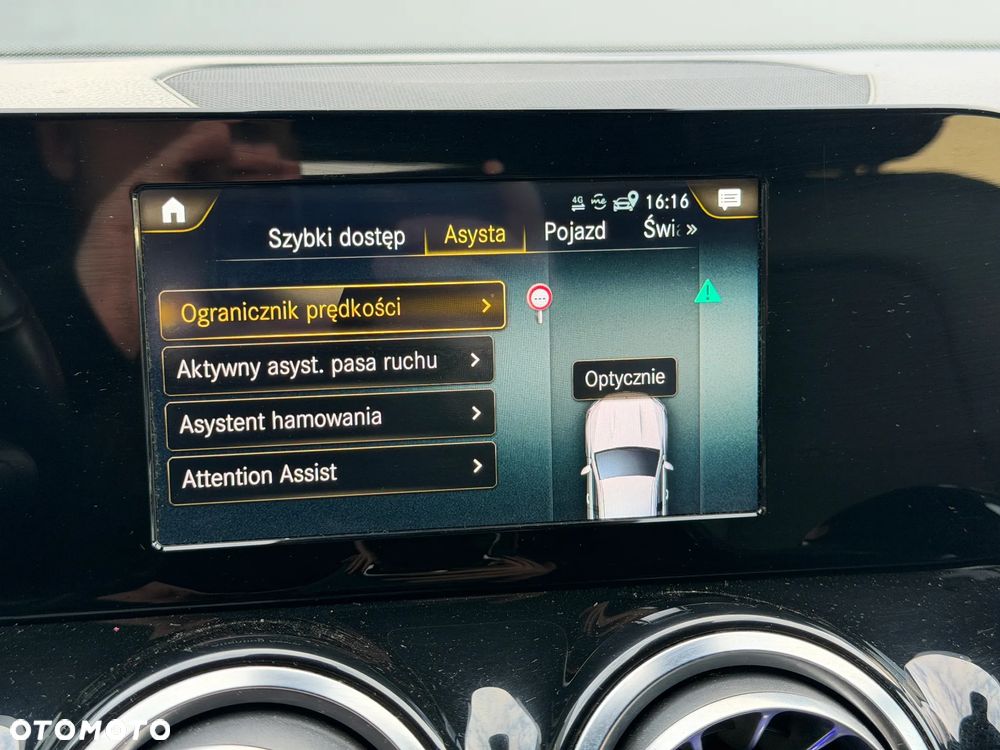 4G me 16:16
Szybki dostęp Asysta Pojazd Świa »
Ogranicznik prędkości
Aktywny asyst. pasa ruchu
Optycznie
Asystent hamowania
Attention Assist
OTOMOTO